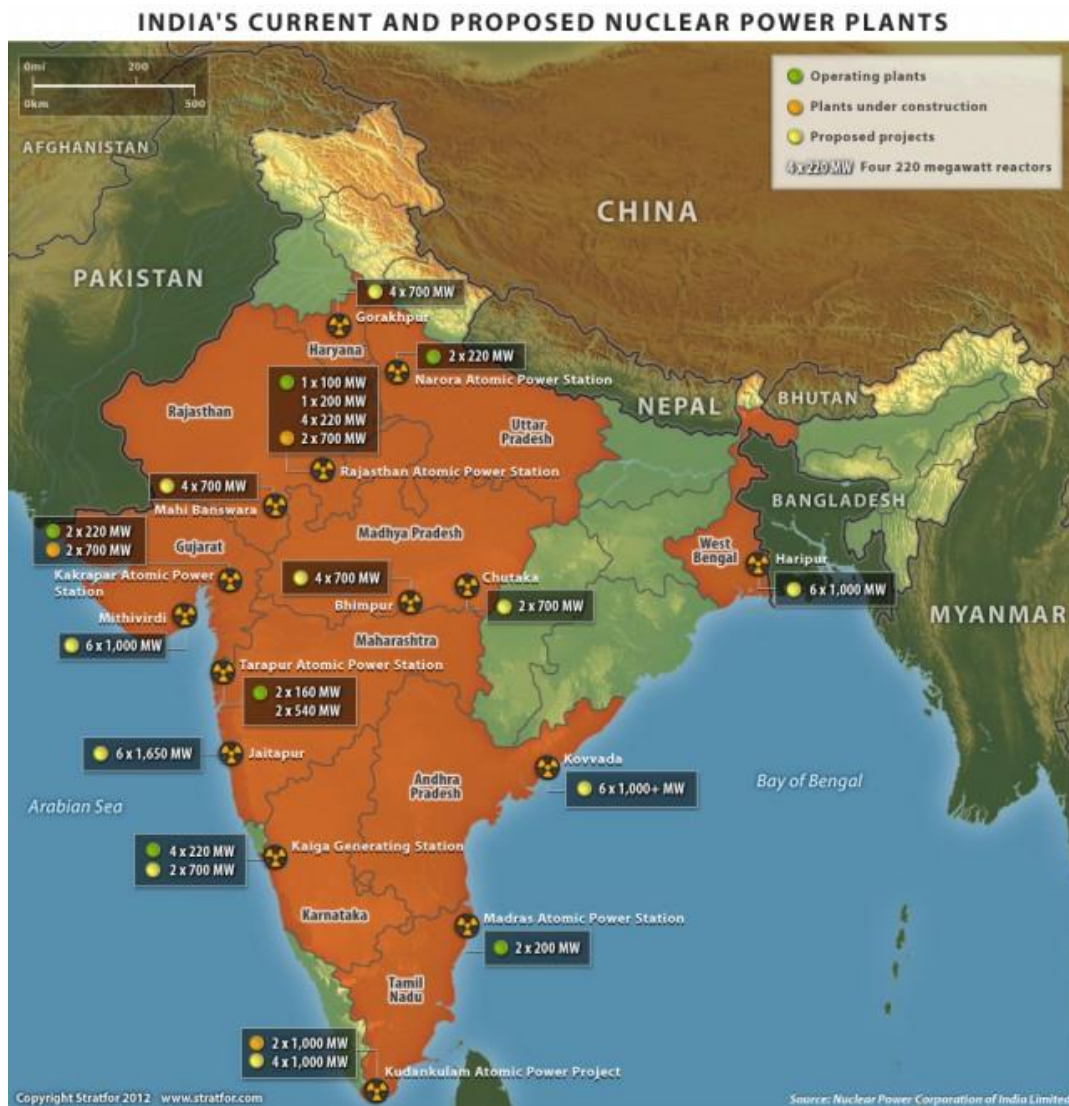 INDIA'S CURRENT AND PROPOSED NUCLEAR POWER PLANTS
0mi 200
0km 500
Operating plants
Plants under construction
Proposed projects
4 x 220 MW Four 220 megawatt reactors
AFGHANISTAN
CHINA
PAKISTAN
4 x 700 MW
Gorakhpur
Haryana
2 x 220 MW
Narora Atomic Power Station
1 x 100 MW
1 x 200 MW
4 x 220 MW
2 x 700 MW
Rajasthan
NEPAL
BHUTAN
Uttar
Pradesh
Rajasthan Atomic Power Station
4 x 700 MW
Mahi Banswara
BANGLADESH
2 x 220 MW
2 x 700 MW
Gujarat
Madhya Pradesh
West
Bengal
Haripur
6 x 1,000 MW
Kakrapar Atomic Power
Station
4 x 700 MW
Bhimpur
Chutaka
2 x 700 MW
Mithivirdi
6 x 1,000 MW
MYANMAR
Maharashtra
Tarapur Atomic Power Station
2 x 160 MW
2 x 540 MW
6 x 1,650 MW
Jaitapur
Kovvada
6 x 1,000+ MW
Andhra
Pradesh
Bay of Bengal
Arabian Sea
4 x 220 MW
2 x 700 MW
Kaiga Generating Station
Karnataka
Madras Atomic Power Station
2 x 200 MW
Tamil
Nadu
2 x 1,000 MW
4 x 1,000 MW
Kudankulam Atomic Power Project
Copyright Stratfor 2012 www.stratfor.com
Source: Nuclear Power Corporation of India Limited